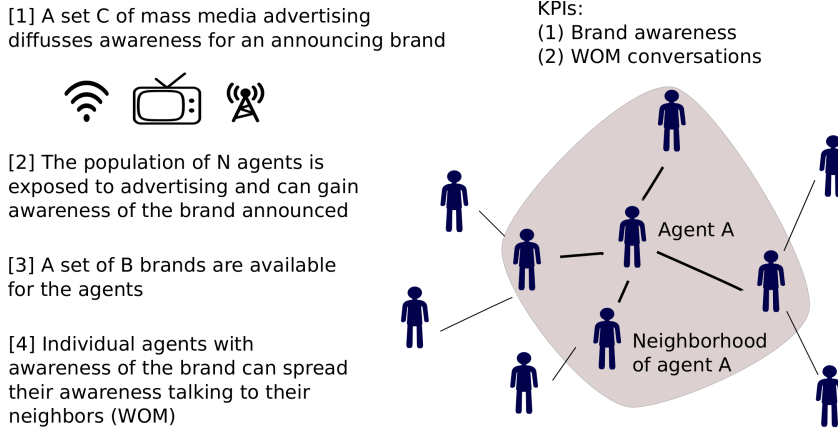 [1] A set C of mass media advertising
diffusses awareness for an announcing brand
[2] The population of N agents is
exposed to advertising and can gain
awareness of the brand announced
[3] A set of B brands are available
for the agents
[4] Individual agents with
awareness of the brand can spread
their awareness talking to their
neighbors (WOM)
KPIs:
(1) Brand awareness
(2) WOM conversations
Agent A
Neighborhood
of agent A